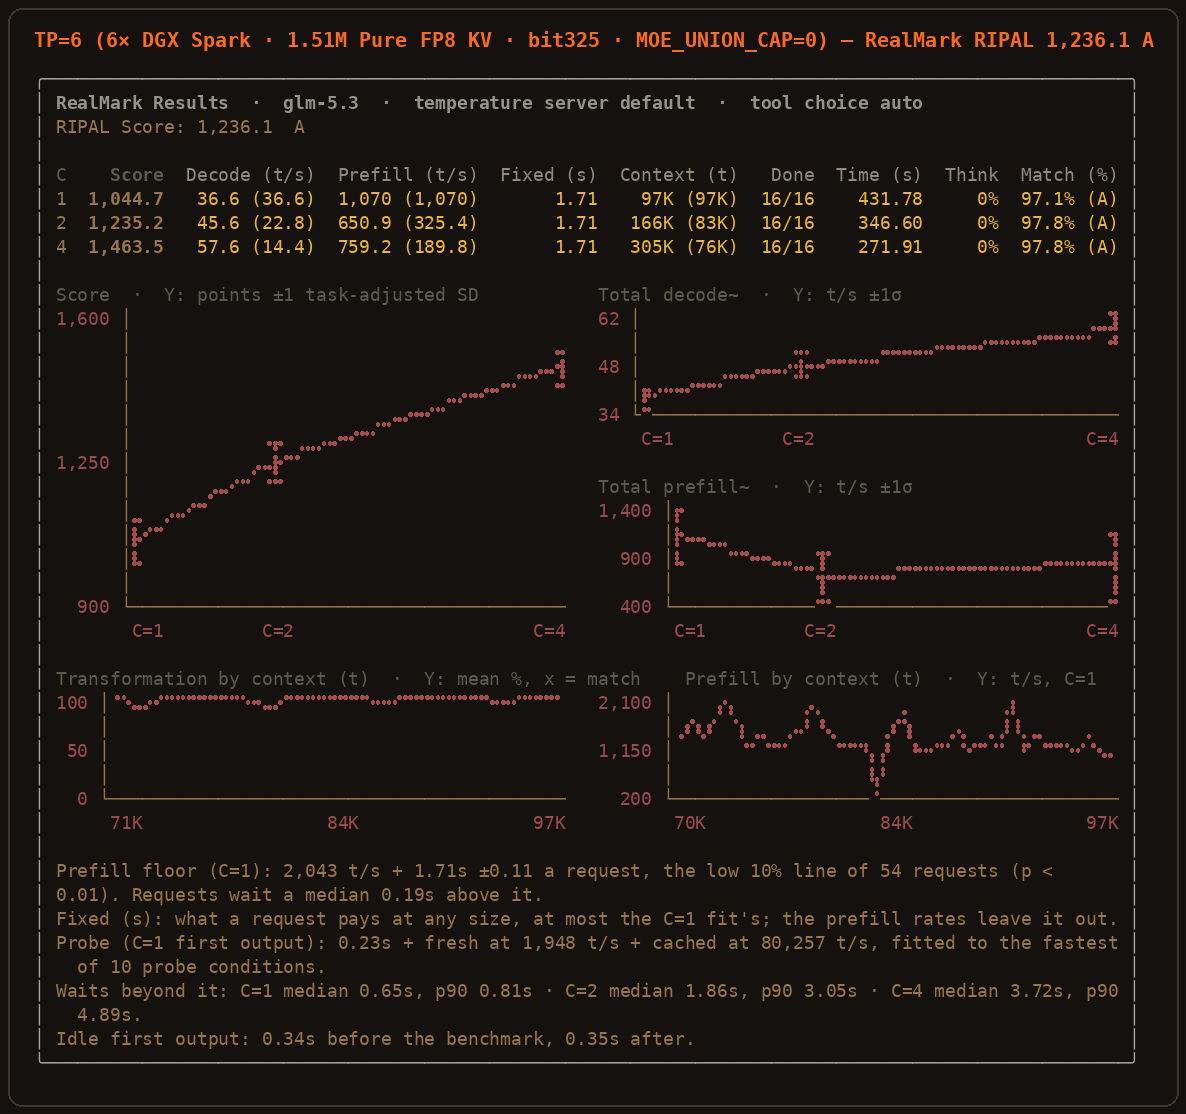 TP=6 (6× DGX Spark · 1.51M Pure FP8 KV · bit325 · MOE_UNION_CAP=0) — RealMark RIPAL 1,236.1 A
RealMark Results · glm-5.3 · temperature server default · tool choice auto
RIPAL Score: 1,236.1 A
C Score Decode (t/s) Prefill (t/s) Fixed (s) Context (t) Done Time (s) Think Match (%)
1 1,044.7 36.6 (36.6) 1,070 (1,070) 1.71 97K (97K) 16/16 431.78 0% 97.1% (A)
2 1,235.2 45.6 (22.8) 650.9 (325.4) 1.71 166K (83K) 16/16 346.60 0% 97.8% (A)
4 1,463.5 57.6 (14.4) 759.2 (189.8) 1.71 305K (76K) 16/16 271.91 0% 97.8% (A)
Score · Y: points ±1 task-adjusted SD
1,600
1,250
900
C=1 C=2 C=4
Total decode~ · Y: t/s ±1σ
62
48
34
C=1 C=2 C=4
Total prefill~ · Y: t/s ±1σ
1,400
900
400
C=1 C=2 C=4
Transformation by context (t) · Y: mean %, x = match
100
50
0
71K 84K 97K
Prefill by context (t) · Y: t/s, C=1
2,100
1,150
200
70K 84K 97K
Prefill floor (C=1): 2,043 t/s + 1.71s ±0.11 a request, the low 10% line of 54 requests (p <
0.01). Requests wait a median 0.19s above it.
Fixed (s): what a request pays at any size, at most the C=1 fit's; the prefill rates leave it out.
Probe (C=1 first output): 0.23s + fresh at 1,948 t/s + cached at 80,257 t/s, fitted to the fastest
of 10 probe conditions.
Waits beyond it: C=1 median 0.65s, p90 0.81s · C=2 median 1.86s, p90 3.05s · C=4 median 3.72s, p90
4.89s.
Idle first output: 0.34s before the benchmark, 0.35s after.